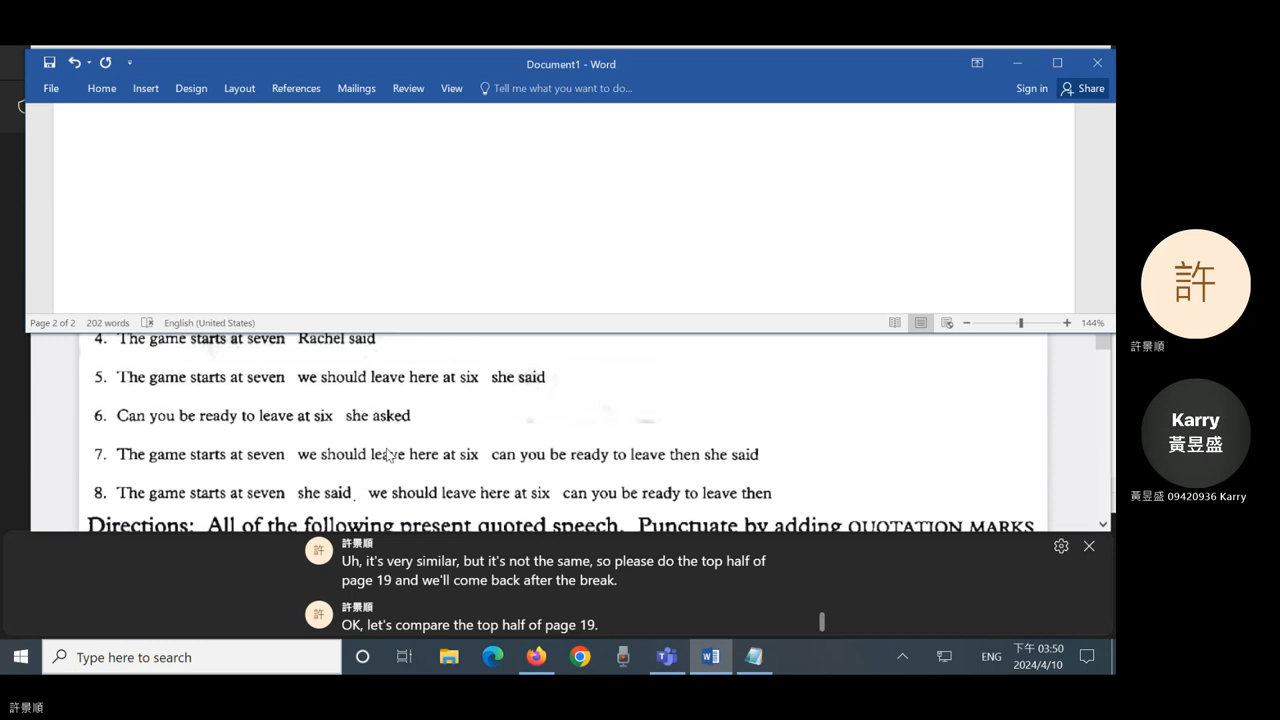 Document1 - Word
File Home Insert Design Layout References Mailings Review View Tell me what you want to do... Sign in Share
Page 2 of 2 202 words English (United States) 144%
4. The game starts at seven Rachel said
5. The game starts at seven we should leave here at six she said
6. Can you be ready to leave at six she asked
7. The game starts at seven we should leave here at six can you be ready to leave then she said
8. The game starts at seven she said we should leave here at six can you be ready to leave then
Directions: All of the following present quoted speech. Punctuate by adding QUOTATION MARKS
許 許景順
Uh, it's very similar, but it's not the same, so please do the top half of
page 19 and we'll come back after the break.
許 許景順
OK, let's compare the top half of page 19.
Type here to search
ENG
下午 03:50
2024/4/10
許
許景順
Karry
黃昱盛
黃昱盛 09420936 Karry
許景順